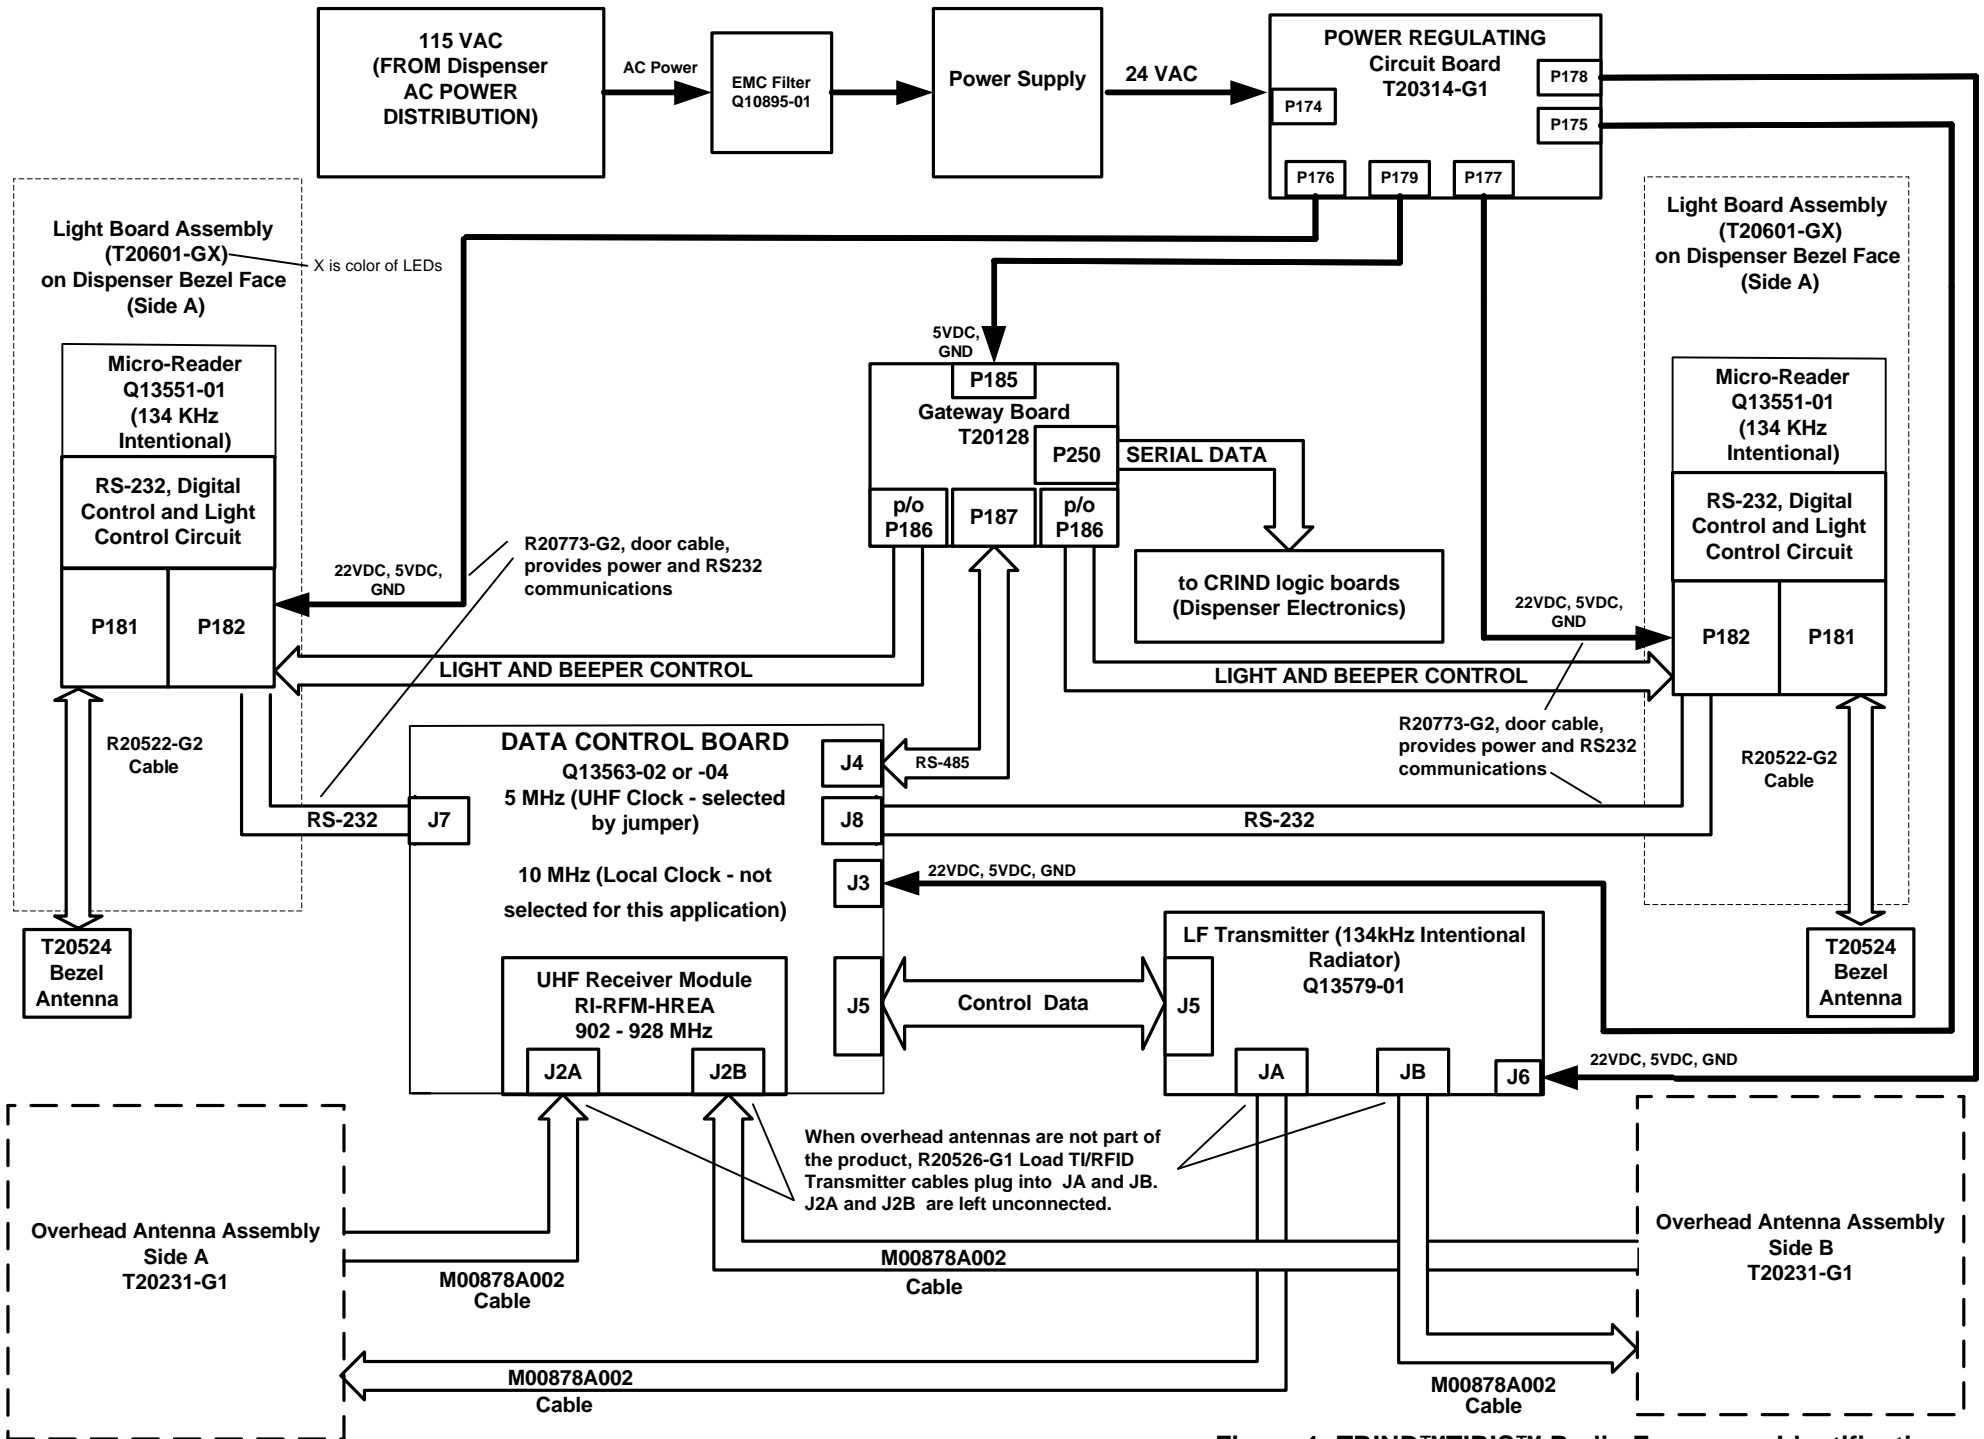 115 VAC
(FROM Dispenser
AC POWER
DISTRIBUTION)
AC Power
EMC Filter
Q10895-01
Power Supply
24 VAC
POWER REGULATING
Circuit Board
T20314-G1
P178
P174
P175
P176
P179
P177
Light Board Assembly
(T20601-GX)
on Dispenser Bezel Face
(Side A)
X is color of LEDs
Light Board Assembly
(T20601-GX)
on Dispenser Bezel Face
(Side A)
Micro-Reader
Q13551-01
(134 KHz
Intentional)
RS-232, Digital
Control and Light
Control Circuit
P181
P182
22VDC, 5VDC,
GND
R20773-G2, door cable,
provides power and RS232
communications
5VDC,
GND
P185
Gateway Board
T20128
P250
SERIAL DATA
p/o
P186
P187
p/o
P186
to CRIND logic boards
(Dispenser Electronics)
Micro-Reader
Q13551-01
(134 KHz
Intentional)
RS-232, Digital
Control and Light
Control Circuit
22VDC, 5VDC,
GND
P182
P181
LIGHT AND BEEPER CONTROL
LIGHT AND BEEPER CONTROL
R20522-G2
Cable
R20773-G2, door cable,
provides power and RS232
communications
R20522-G2
Cable
DATA CONTROL BOARD
Q13563-02 or -04
5 MHz (UHF Clock - selected
by jumper)
10 MHz (Local Clock - not
selected for this application)
J4
RS-485
RS-232
J7
J8
RS-232
J3
22VDC, 5VDC, GND
T20524
Bezel
Antenna
UHF Receiver Module
RI-RFM-HREA
902 - 928 MHz
J2A
J2B
J5
Control Data
LF Transmitter (134kHz Intentional
Radiator)
Q13579-01
J5
JA
JB
J6
22VDC, 5VDC, GND
T20524
Bezel
Antenna
When overhead antennas are not part of
the product, R20526-G1 Load TI/RFID
Transmitter cables plug into JA and JB.
J2A and J2B are left unconnected.
Overhead Antenna Assembly
Side A
T20231-G1
M00878A002
Cable
M00878A002
Cable
Overhead Antenna Assembly
Side B
T20231-G1
M00878A002
Cable
M00878A002
Cable